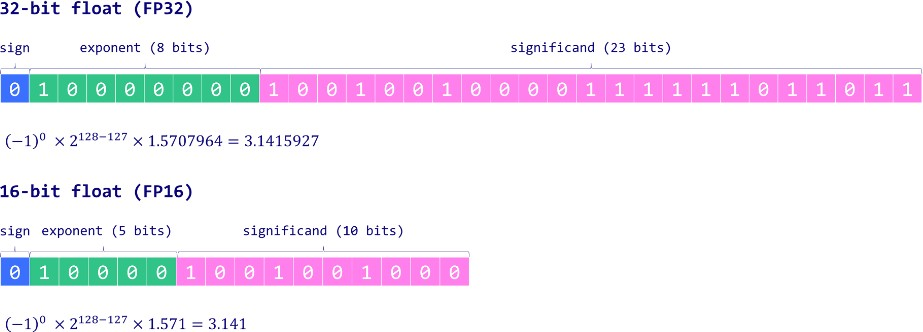 32-bit float (FP32)
sign exponent (8 bits) significand (23 bits)
0 1 0 0 0 0 0 0 0 1 0 0 1 0 0 1 0 0 0 0 1 1 1 1 1 1 0 1 1 0 1 1
(−1)⁰ × 2¹²⁸⁻¹²⁷ × 1.5707964 = 3.1415927
16-bit float (FP16)
sign exponent (5 bits) significand (10 bits)
0 1 0 0 0 0 1 0 0 1 0 0 1 0 0 0
(−1)⁰ × 2¹²⁸⁻¹²⁷ × 1.571 = 3.141